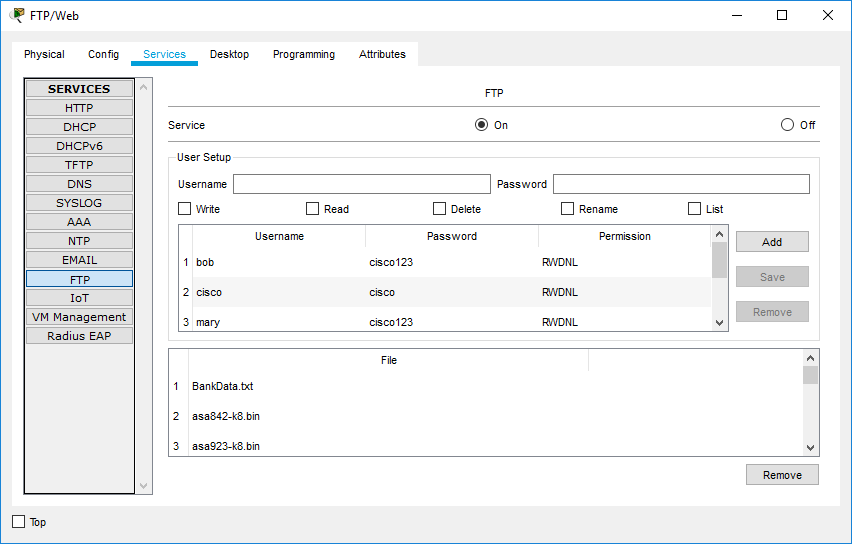 FTP/Web
Physical Config Services Desktop Programming Attributes
SERVICES
HTTP
DHCP
DHCPv6
TFTP
DNS
SYSLOG
AAA
NTP
EMAIL
FTP
IoT
VM Management
Radius EAP
FTP
Service On Off
User Setup
Username Password
Write Read Delete Rename List
Username Password Permission
1 bob cisco123 RWDNL
2 cisco cisco RWDNL
3 mary cisco123 RWDNL
Add
Save
Remove
File
1 BankData.txt
2 asa842-k8.bin
3 asa923-k8.bin
Remove
Top